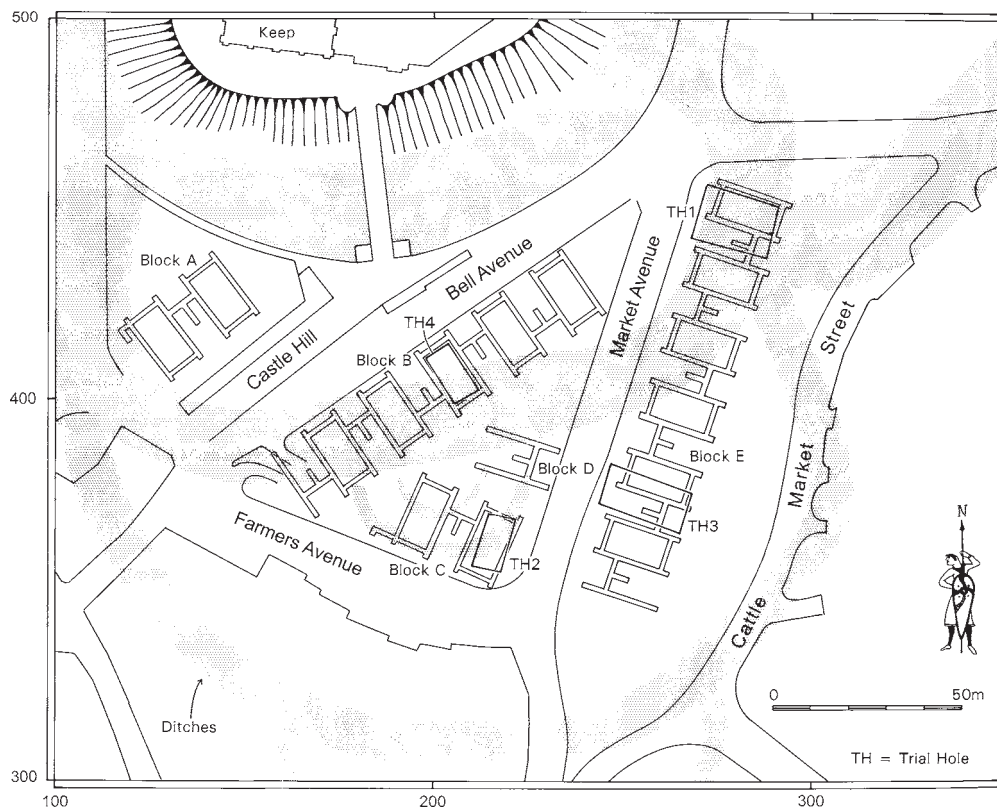 500
Keep
TH1
Block A
Bell Avenue
Market Avenue
Street
TH4
Castle Hill
Block B
400
Block D
Block E
Market
Farmers Avenue
TH3
N
Block C
TH2
Cattle
0 50m
Ditches
TH = Trial Hole
300
100 200 300